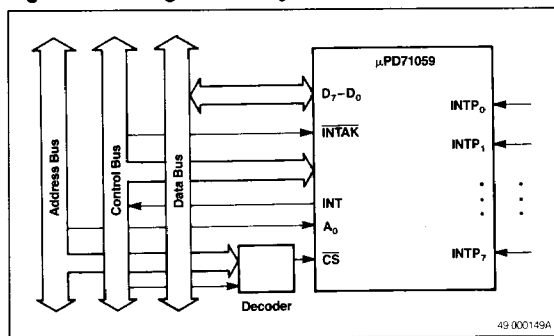 μPD71059
Address Bus
Control Bus
Data Bus
D7–D0
INTAK
INT
A0
CS
Decoder
INTP0
INTP1
INTP7
49 000149A